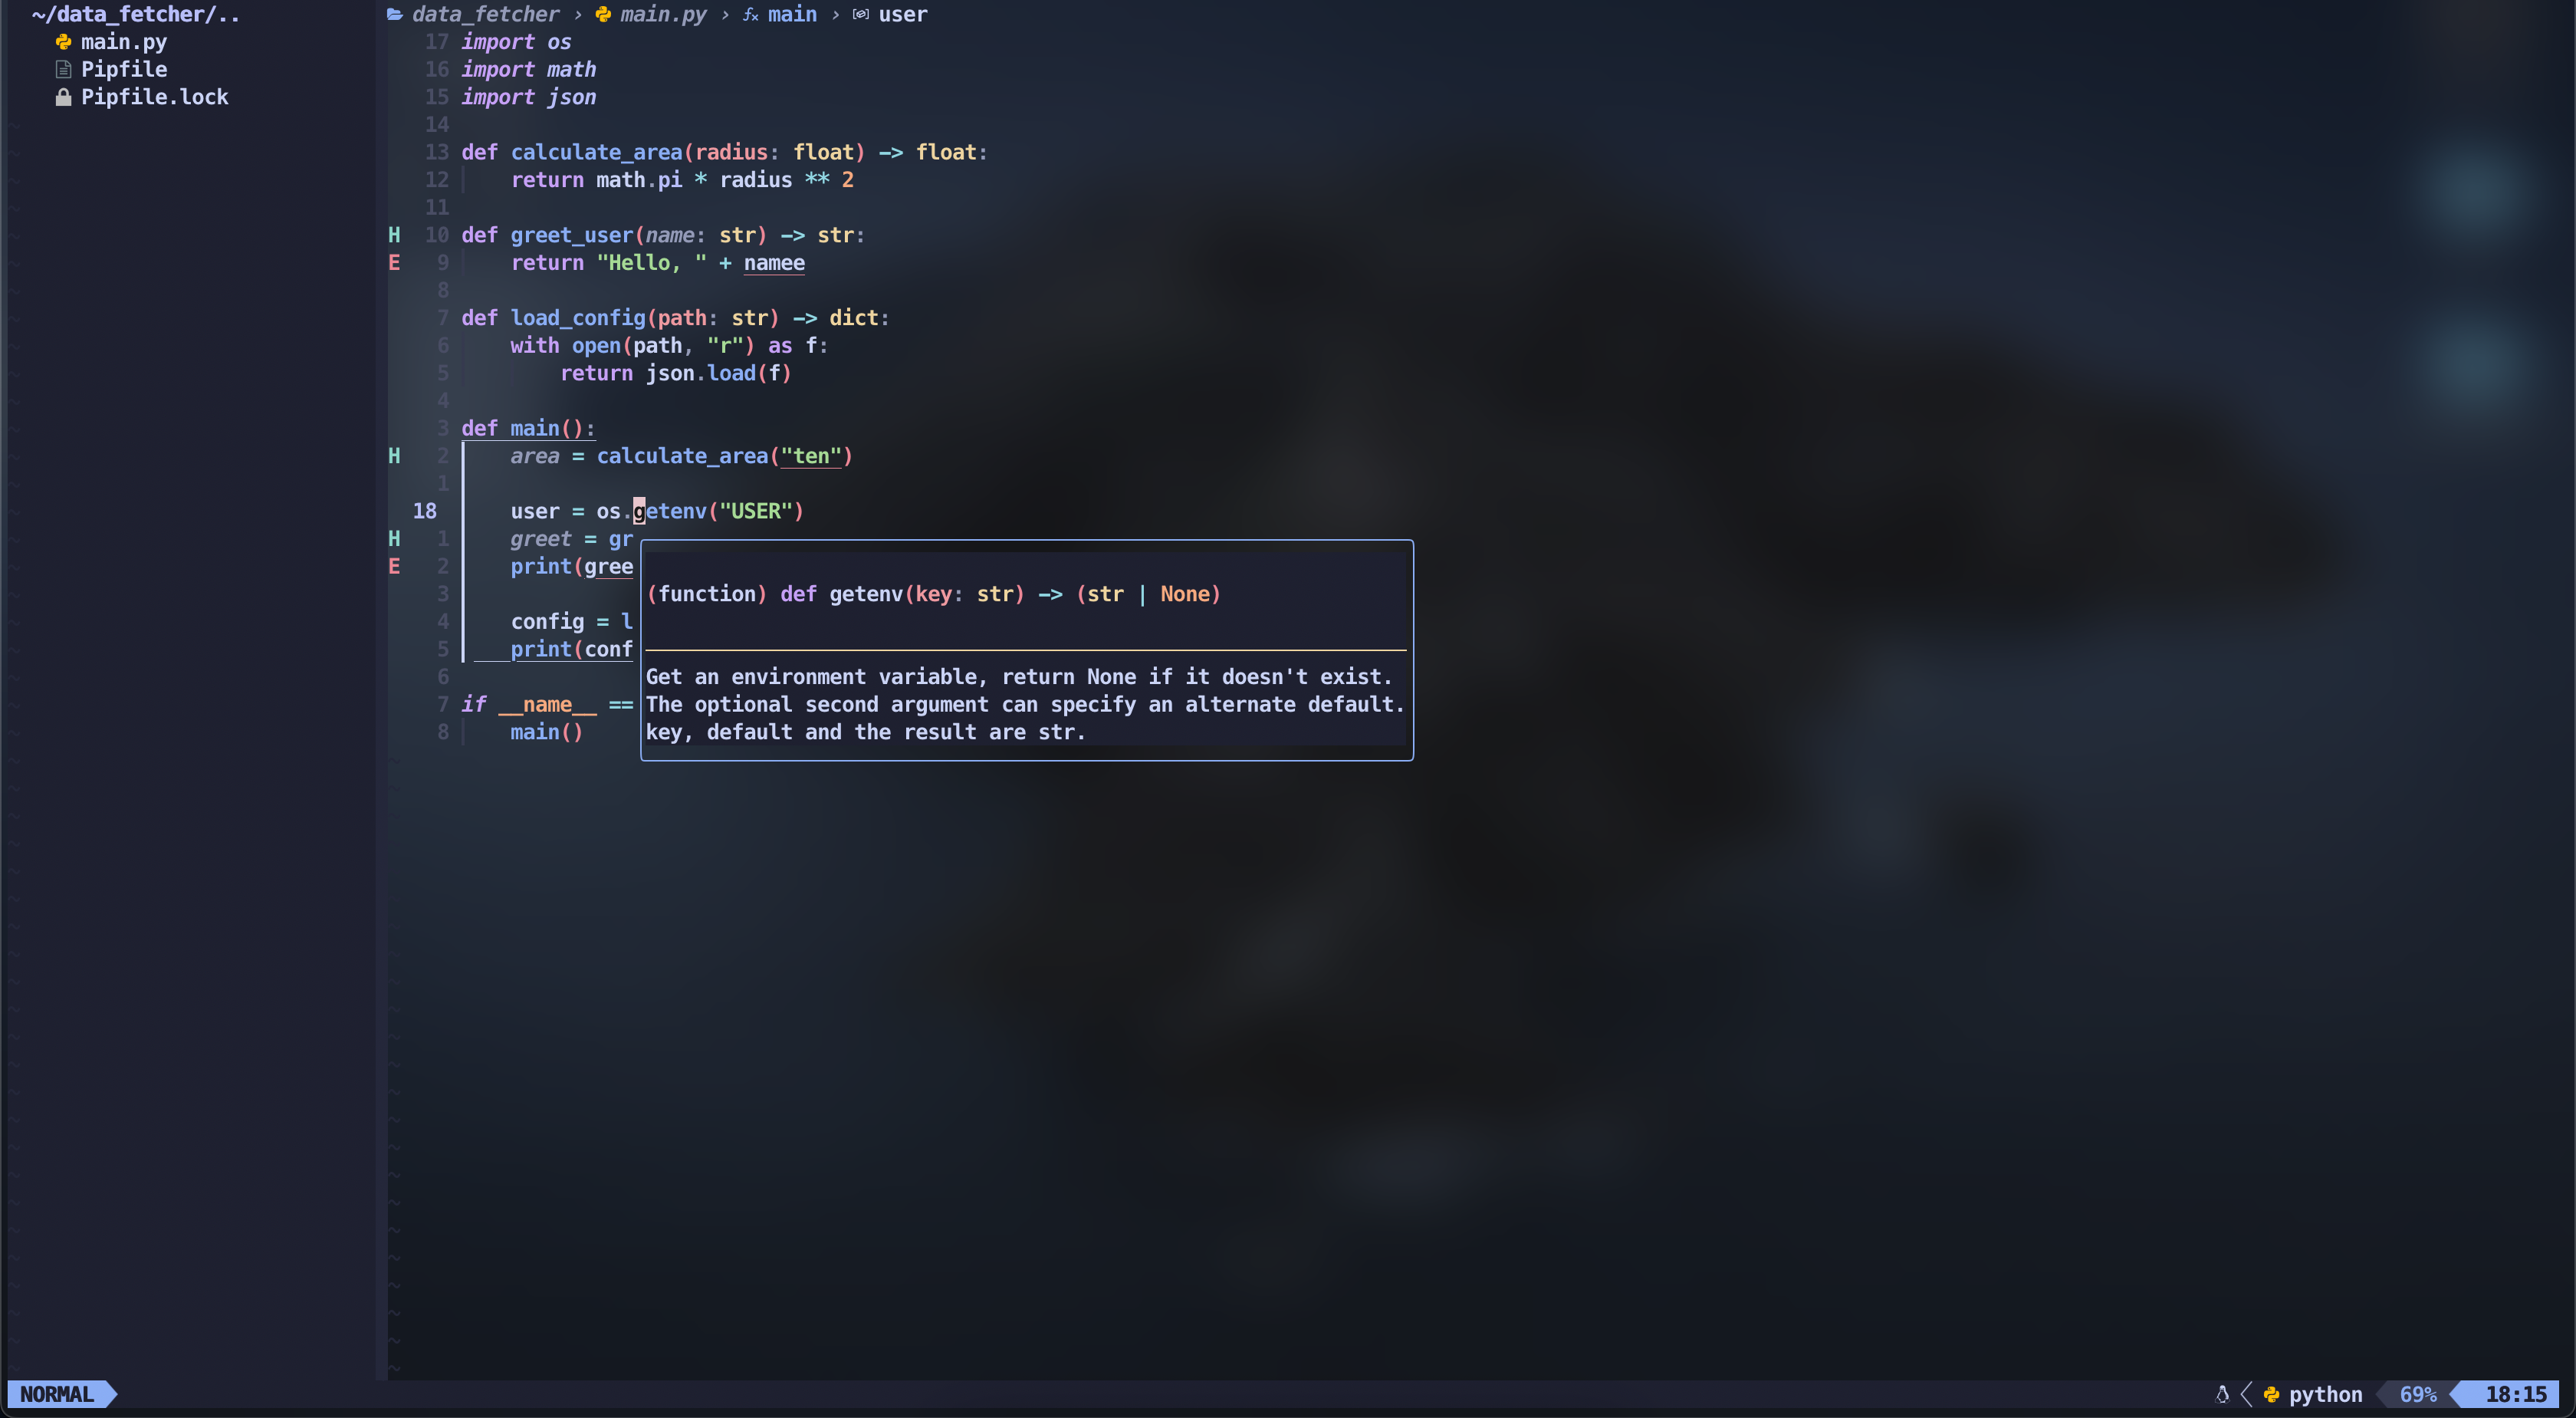 ~/data_fetcher/..
main.py
Pipfile
Pipfile.lock
data_fetcher › main.py › fx main › user
17 import os
16 import math
15 import json
14
13 def calculate_area(radius: float) -> float:
12     return math.pi * radius ** 2
11
H 10 def greet_user(name: str) -> str:
E 9     return "Hello, " + namee
8
7 def load_config(path: str) -> dict:
6     with open(path, "r") as f:
5         return json.load(f)
4
3 def main():
H 2     area = calculate_area("ten")
1
18     user = os.getenv("USER")
H 1     greet = gr
E 2     print(gree
3
4     config = l
5     print(conf
6
7 if __name__ ==
8     main()
(function) def getenv(key: str) -> (str | None)
Get an environment variable, return None if it doesn't exist.
The optional second argument can specify an alternate default.
key, default and the result are str.
NORMAL
python 69% 18:15